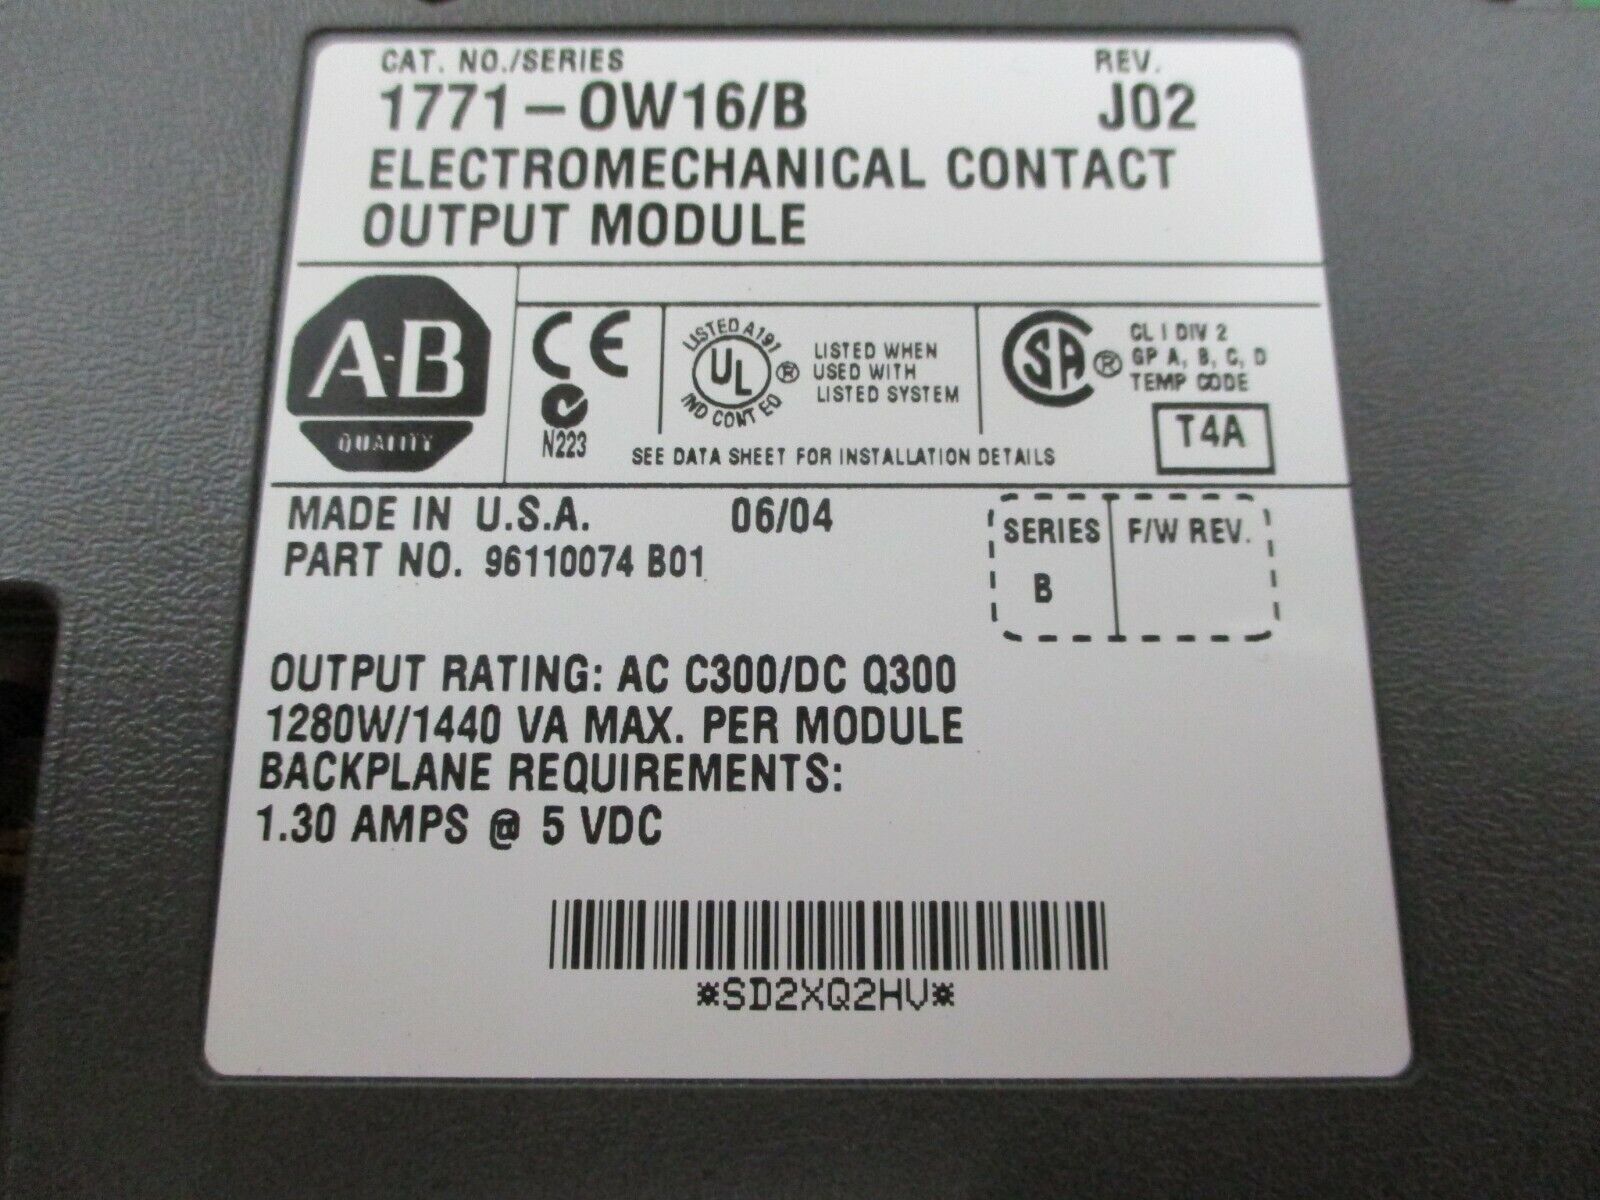 CAT. NO./SERIES REV.
1771-OW16/B J02
ELECTROMECHANICAL CONTACT
OUTPUT MODULE
A-B
QUALITY
CE
N223
LISTED A191
UL ®
IND CONT EQ
LISTED WHEN
USED WITH
LISTED SYSTEM
SA ®
CL I DIV 2
GP A, B, C, D
TEMP CODE
T4A
SEE DATA SHEET FOR INSTALLATION DETAILS
MADE IN U.S.A. 06/04
PART NO. 96110074 B01
SERIES F/W REV.
B
OUTPUT RATING: AC C300/DC Q300
1280W/1440 VA MAX. PER MODULE
BACKPLANE REQUIREMENTS:
1.30 AMPS @ 5 VDC
*SD2XQ2HV*